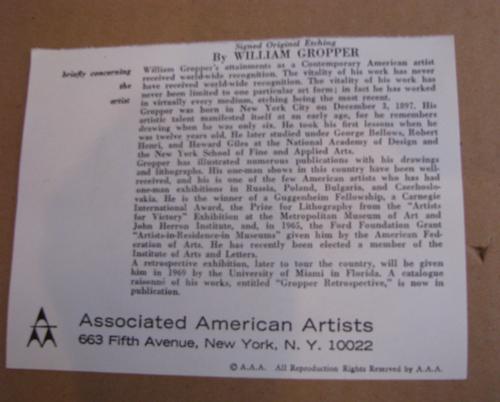 Signed Original Etching
By WILLIAM GROPPER
briefly concerning
the
artist
William Gropper's attainments as a Contemporary American artist
received world-wide recognition. The vitality of his work has never
have received world-wide recognition. The vitality of his work has
never been limited to one particular art form; in fact he has worked
in virtually every medium, etching being the most recent.
Gropper was born in New York City on December 3, 1897. His
artistic talent manifested itself at an early age, for he remembers
drawing when he was only six. He took his first lessons when he
was twelve years old. He later studied under George Bellows, Robert
Henri, and Howard Giles at the National Academy of Design and
the New York School of Fine and Applied Arts.
Gropper has illustrated numerous publications with his drawings
and lithographs. His one-man shows in this country have been well-
received, and his is one of the few American artists who has had
one-man exhibitions in Russia, Poland, Bulgaria, and Czechoslo-
vakia. He is the winner of a Guggenheim Fellowship, a Carnegie
International Award, the Prize for Lithography from the "Artists
for Victory" Exhibition at the Metropolitan Museum of Art and
John Herron Institute, and, in 1965, the Ford Foundation Grant
"Artists-in-Residence-in Museums" given him by the American Fed-
eration of Arts. He has recently been elected a member of the
Institute of Arts and Letters.
A retrospective exhibition, later to tour the country, will be given
him in 1969 by the University of Miami in Florida. A catalogue
raisonné of his works, entitled "Gropper Retrospective," is now in
publication.
Associated American Artists
663 Fifth Avenue, New York, N. Y. 10022
© A.A.A. All Reproduction Rights Reserved by A.A.A.